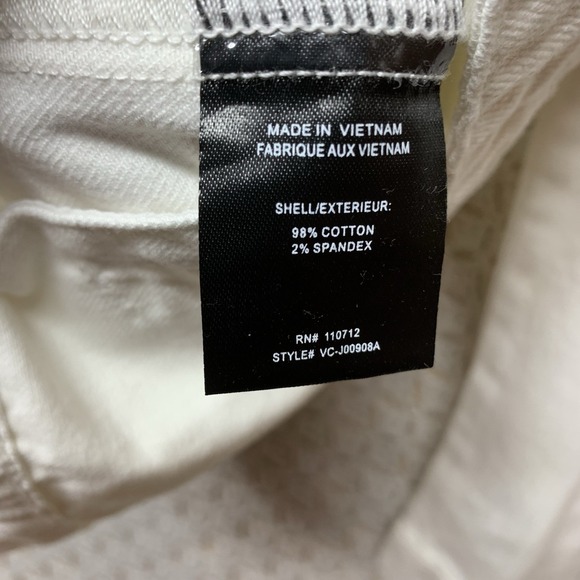 MADE IN VIETNAM
FABRIQUE AUX VIETNAM
SHELL/EXTERIEUR:
98% COTTON
2% SPANDEX
RN# 110712
STYLE# VC-J00908A